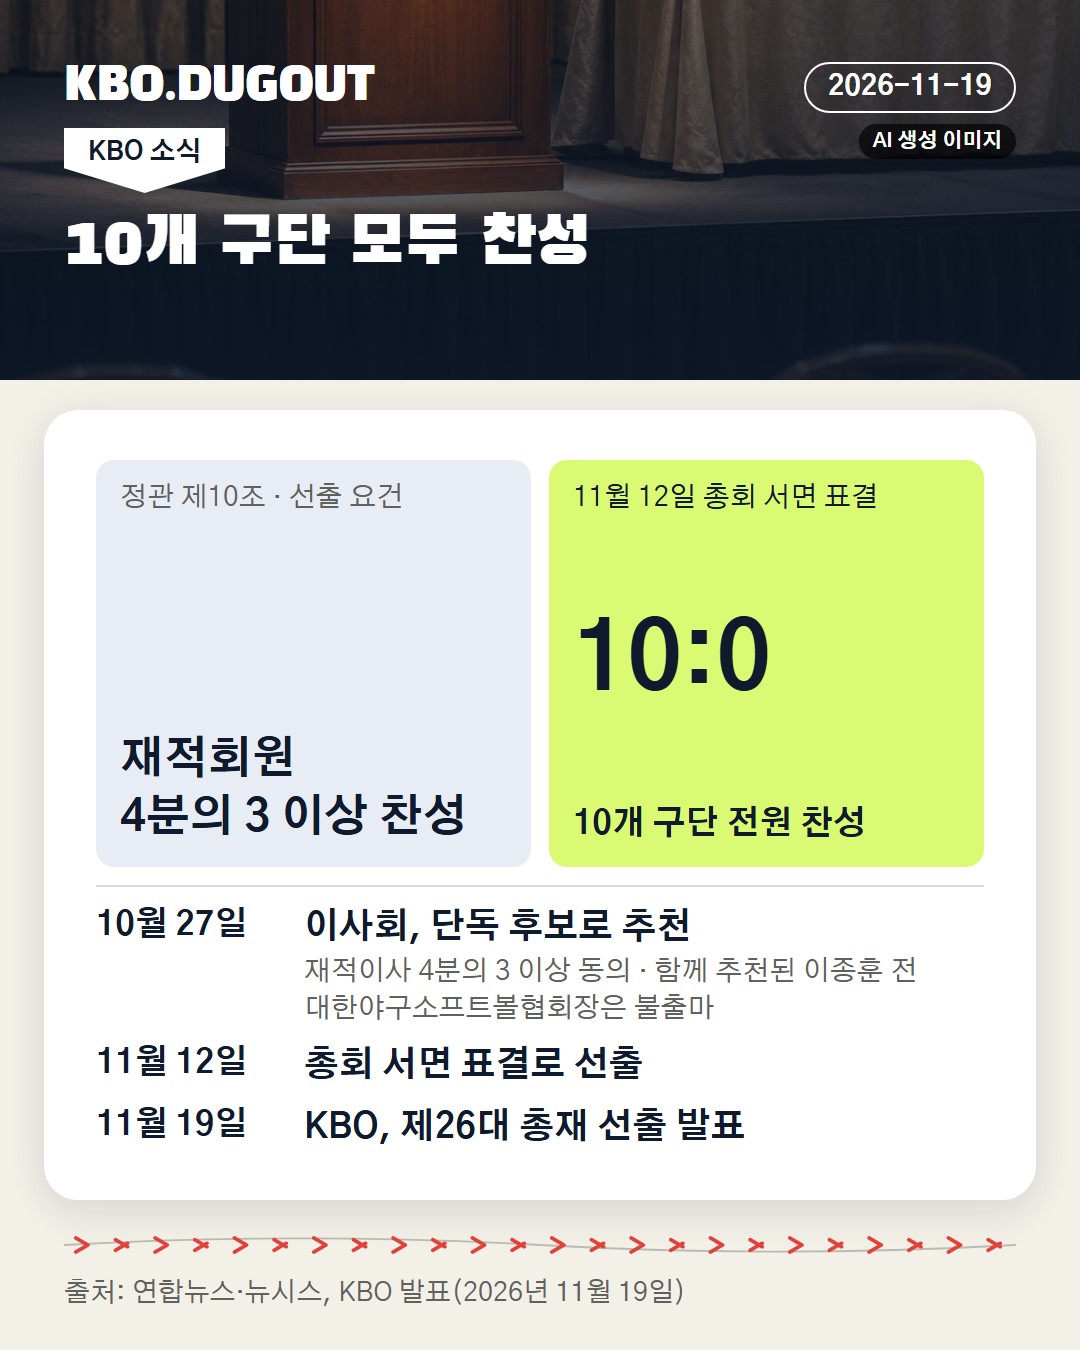 KBO.DUGOUT
2026-11-19
KBO 소식
AI 생성 이미지
10개 구단 모두 찬성
정관 제10조 · 선출 요건
재적회원
4분의 3 이상 찬성
11월 12일 총회 서면 표결
10:0
10개 구단 전원 찬성
10월 27일 이사회, 단독 후보로 추천
재적이사 4분의 3 이상 동의 · 함께 추천된 이종훈 전
대한야구소프트볼협회장은 불출마
11월 12일 총회 서면 표결로 선출
11월 19일 KBO, 제26대 총재 선출 발표
출처: 연합뉴스·뉴시스, KBO 발표(2026년 11월 19일)